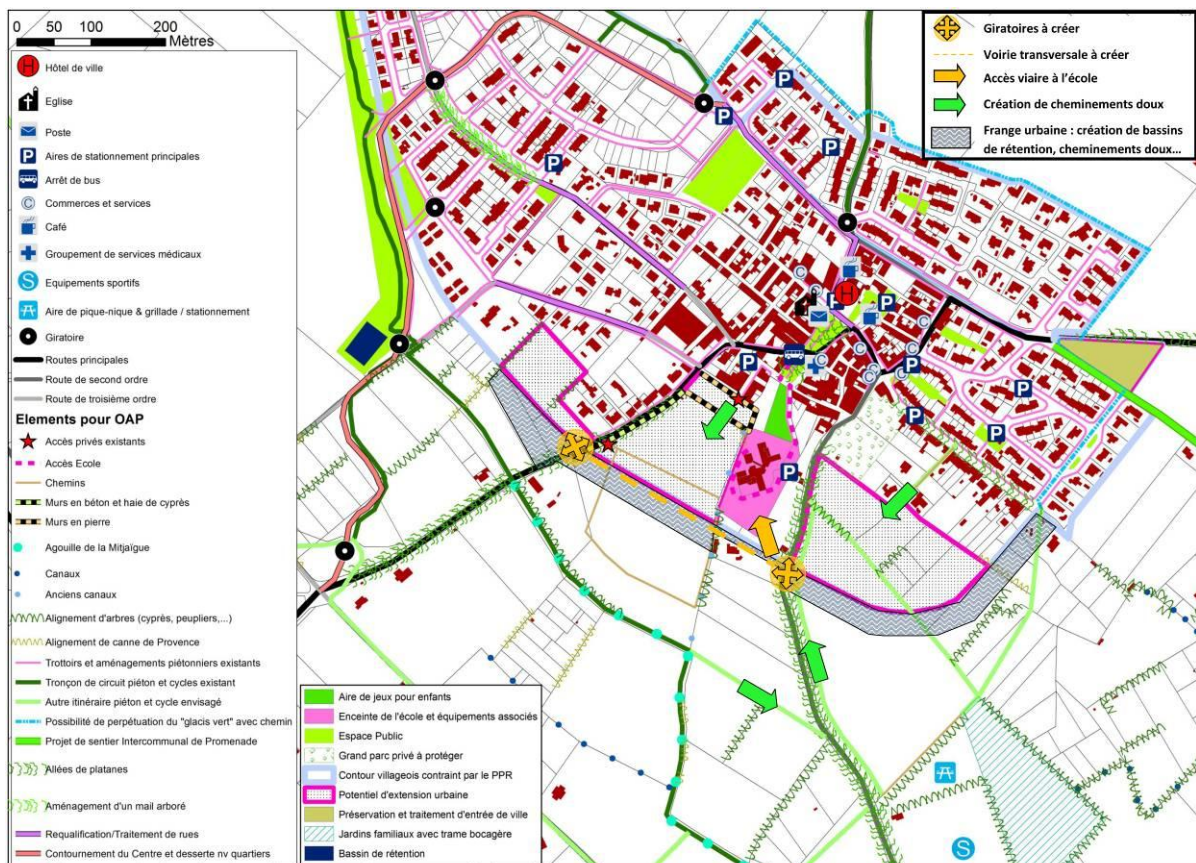 0 50 100 200
Mètres
Hôtel de ville
Eglise
Poste
Aires de stationnement principales
Arrêt de bus
Commerces et services
Café
Groupement de services médicaux
Equipements sportifs
Aire de pique-nique & grillade / stationnement
Giratoire
Routes principales
Route de second ordre
Route de troisième ordre
Elements pour OAP
Accès privés existants
Accès Ecole
Chemins
Murs en béton et haie de cyprès
Murs en pierre
Agouille de la Mitjaïgue
Canaux
Anciens canaux
Alignement d'arbres (cyprès, peupliers,...)
Alignement de canne de Provence
Trottoirs et aménagements piétonniers existants
Tronçon de circuit piéton et cycles existant
Autre itinéraire piéton et cycle envisagé
Possibilité de perpétuation du "glacis vert" avec chemin
Projet de sentier Intercommunal de Promenade
Allées de platanes
Aménagement d'un mail arboré
Requalification/Traitement de rues
Contournement du Centre et desserte nv quartiers
Aire de jeux pour enfants
Enceinte de l'école et équipements associés
Espace Public
Grand parc privé à protéger
Contour villageois contraint par le PPR
Potentiel d'extension urbaine
Préservation et traitement d'entrée de ville
Jardins familiaux avec trame bocagère
Bassin de rétention
Giratoires à créer
Voirie transversale à créer
Accès viaire à l'école
Création de cheminements doux
Frange urbaine : création de bassins
de rétention, cheminements doux...